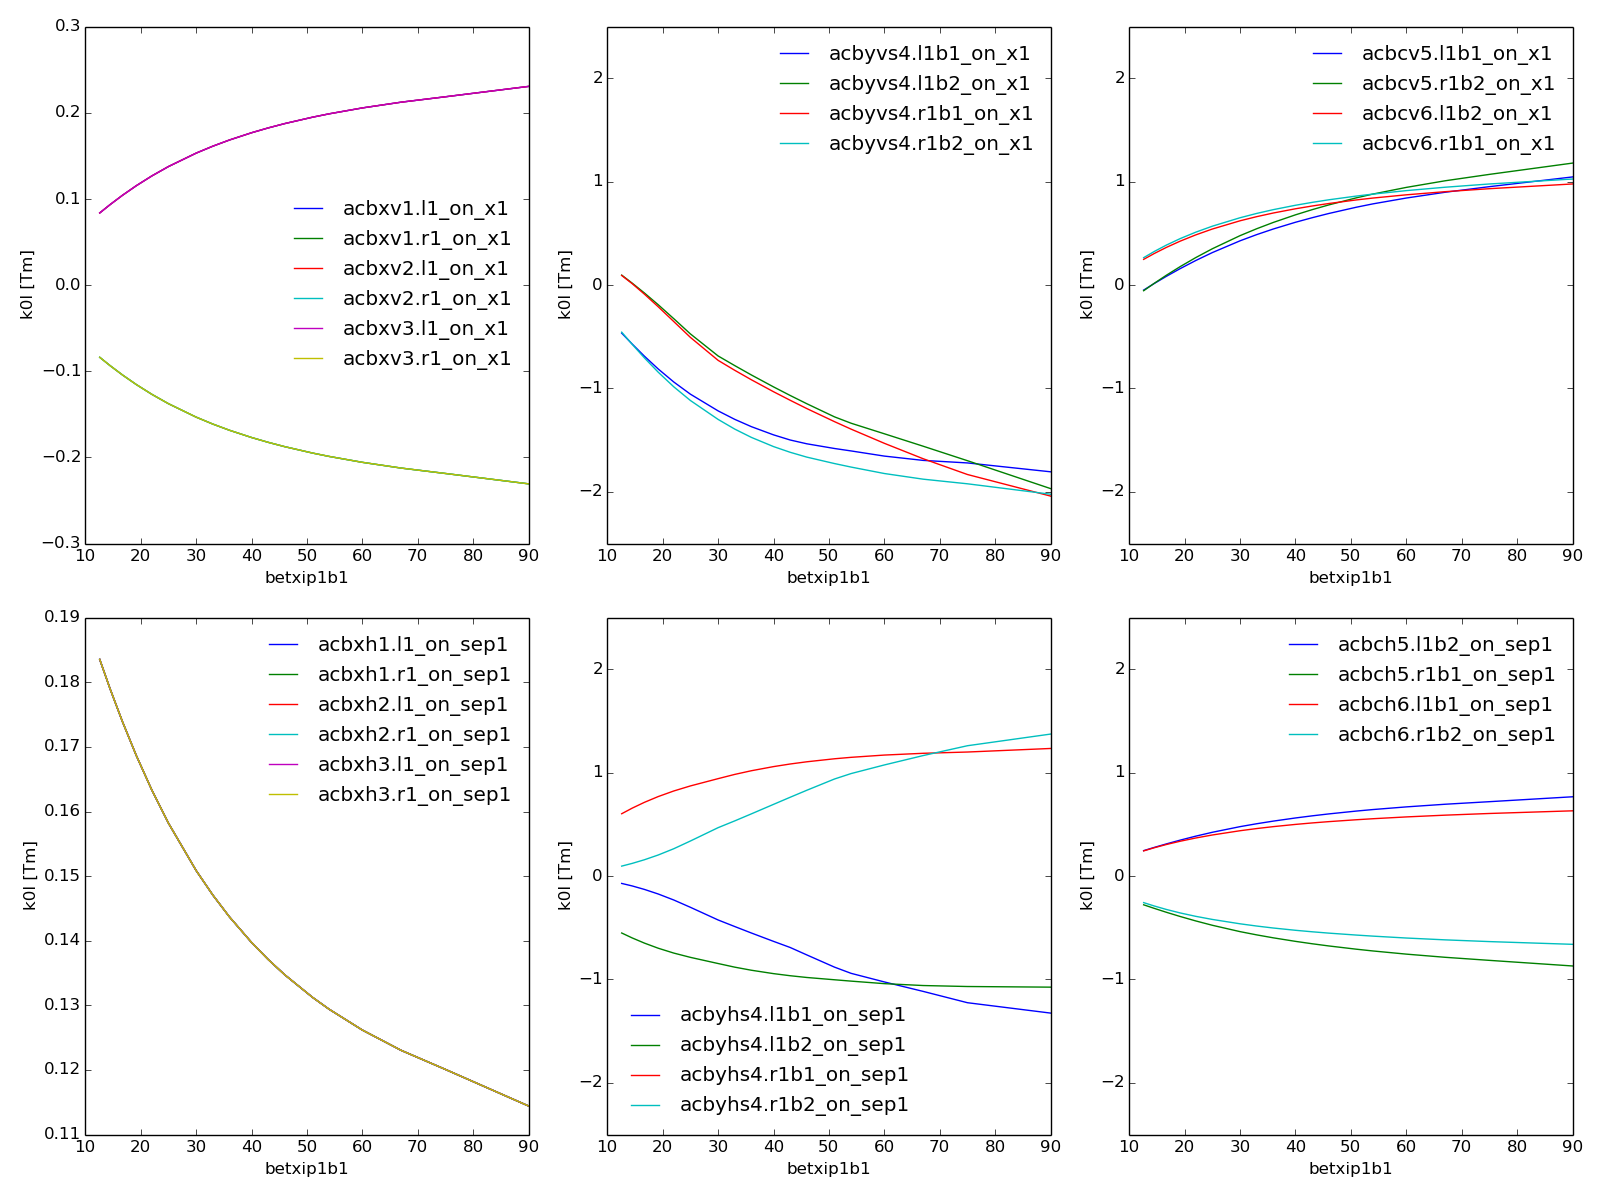 0.3
0.2
0.1
0.0
−0.1
−0.2
−0.3
k0l [Tm]
acbxv1.l1_on_x1
acbxv1.r1_on_x1
acbxv2.l1_on_x1
acbxv2.r1_on_x1
acbxv3.l1_on_x1
acbxv3.r1_on_x1
10 20 30 40 50 60 70 80 90
betxip1b1
2
1
0
−1
−2
k0l [Tm]
acbyvs4.l1b1_on_x1
acbyvs4.l1b2_on_x1
acbyvs4.r1b1_on_x1
acbyvs4.r1b2_on_x1
10 20 30 40 50 60 70 80 90
betxip1b1
2
1
0
−1
−2
k0l [Tm]
acbcv5.l1b1_on_x1
acbcv5.r1b2_on_x1
acbcv6.l1b2_on_x1
acbcv6.r1b1_on_x1
10 20 30 40 50 60 70 80 90
betxip1b1
0.19
0.18
0.17
0.16
0.15
0.14
0.13
0.12
0.11
k0l [Tm]
acbxh1.l1_on_sep1
acbxh1.r1_on_sep1
acbxh2.l1_on_sep1
acbxh2.r1_on_sep1
acbxh3.l1_on_sep1
acbxh3.r1_on_sep1
10 20 30 40 50 60 70 80 90
betxip1b1
2
1
0
−1
−2
k0l [Tm]
acbyhs4.l1b1_on_sep1
acbyhs4.l1b2_on_sep1
acbyhs4.r1b1_on_sep1
acbyhs4.r1b2_on_sep1
10 20 30 40 50 60 70 80 90
betxip1b1
2
1
0
−1
−2
k0l [Tm]
acbch5.l1b2_on_sep1
acbch5.r1b1_on_sep1
acbch6.l1b1_on_sep1
acbch6.r1b2_on_sep1
10 20 30 40 50 60 70 80 90
betxip1b1